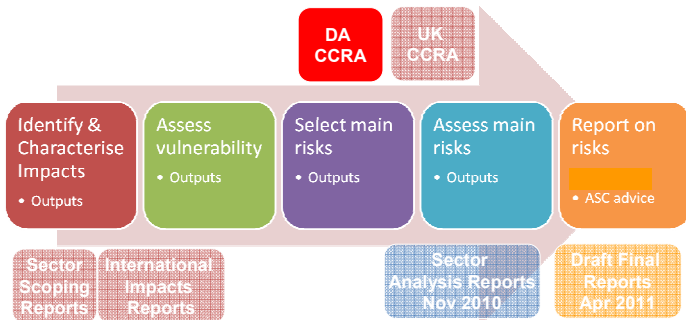 DA
CCRA
UK
CCRA
Identify &
Characterise
Impacts
• Outputs
Assess
vulnerability
• Outputs
Select main
risks
• Outputs
Assess main
risks
• Outputs
Report on
risks
• ASC advice
Sector
Scoping
Reports
International
Impacts
Reports
Sector
Analysis Reports
Nov 2010
Draft Final
Reports
Apr 2011